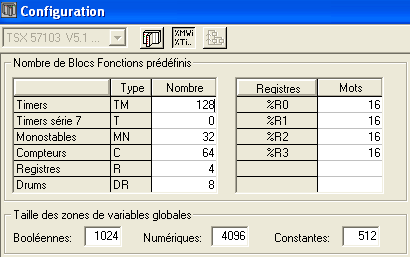 Configuration
TSX 57103 V5.1 ...
%MWi
%Ti..
Nombre de Blocs Fonctions prédéfinis
Type Nombre
Timers TM 128
Timers série 7 T 0
Monostables MN 32
Compteurs C 64
Registres R 4
Drums DR 8
Registres Mots
%R0 16
%R1 16
%R2 16
%R3 16
Taille des zones de variables globales
Booléennes: 1024 Numériques: 4096 Constantes: 512